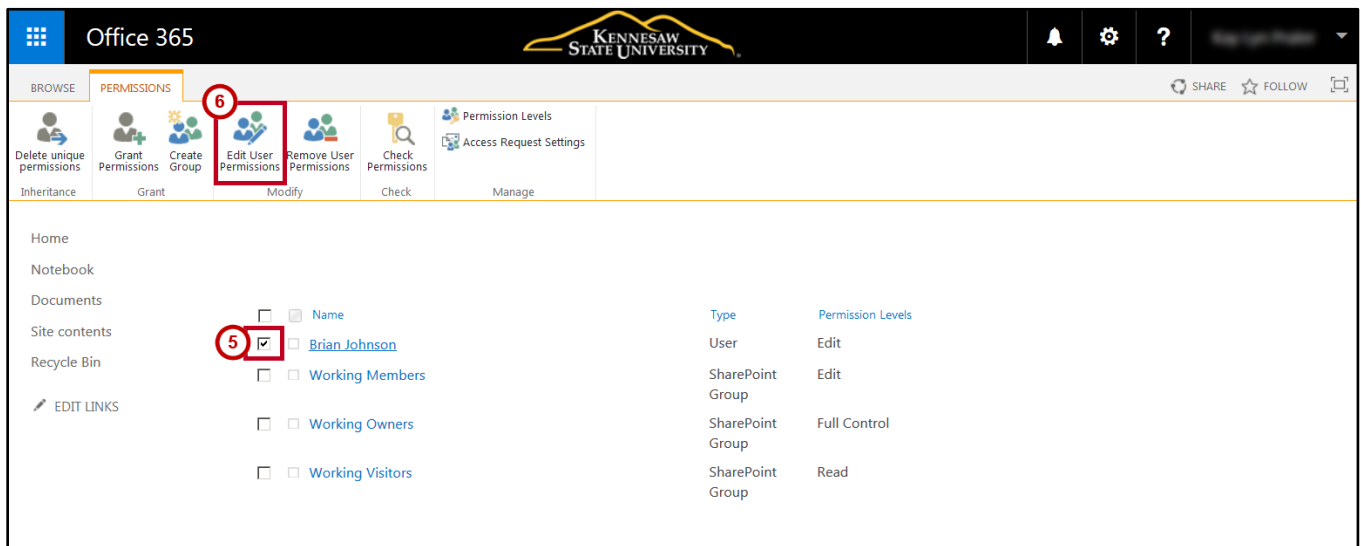 Office 365
KENNESAW
STATE UNIVERSITY
?
BROWSE PERMISSIONS
SHARE FOLLOW
6
Delete unique
permissions
Grant
Permissions
Create
Group
Edit User
Permissions
Remove User
Permissions
Check
Permissions
Permission Levels
Access Request Settings
Inheritance Grant Modify Check Manage
Home
Notebook
Documents
Site contents
Recycle Bin
EDIT LINKS
Name Type Permission Levels
5
Brian Johnson User Edit
Working Members SharePoint Edit
Group
Working Owners SharePoint Full Control
Group
Working Visitors SharePoint Read
Group